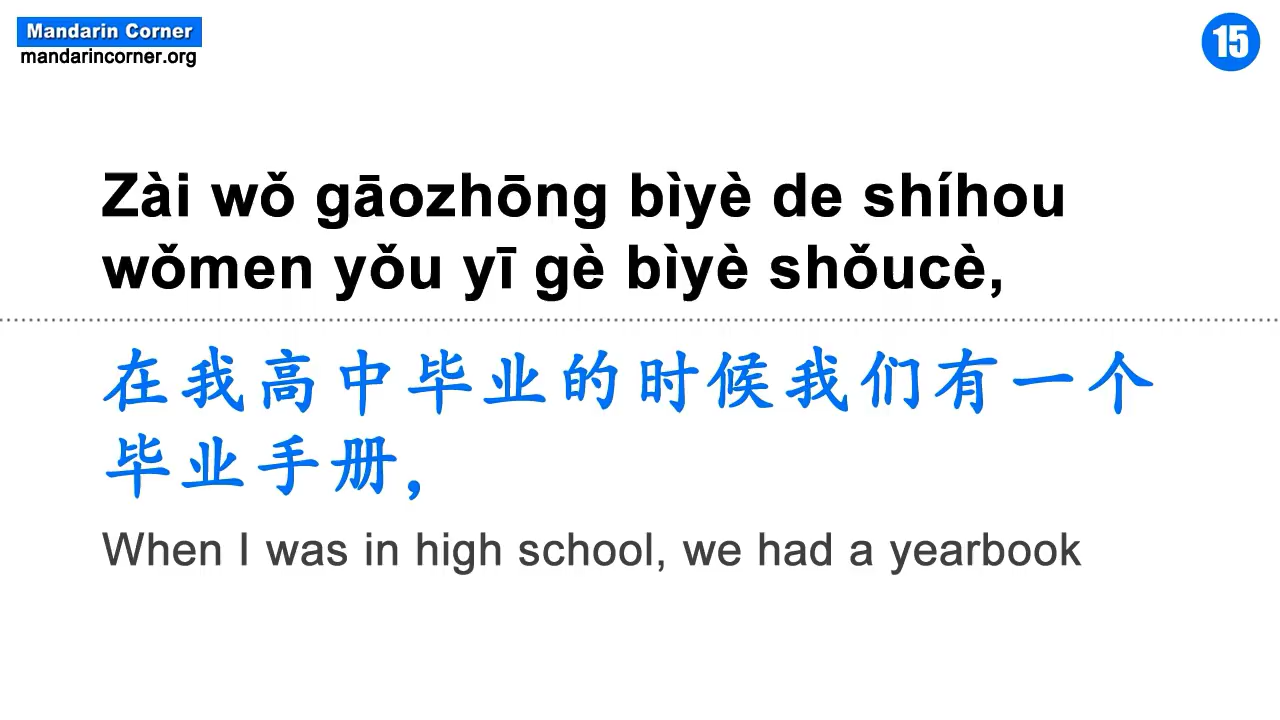 Mandarin Corner
mandarincorner.org
15
Zài wǒ gāozhōng bìyè de shíhou
wǒmen yǒu yī gè bìyè shǒucè,
在我高中毕业的时候我们有一个
毕业手册，
When I was in high school, we had a yearbook